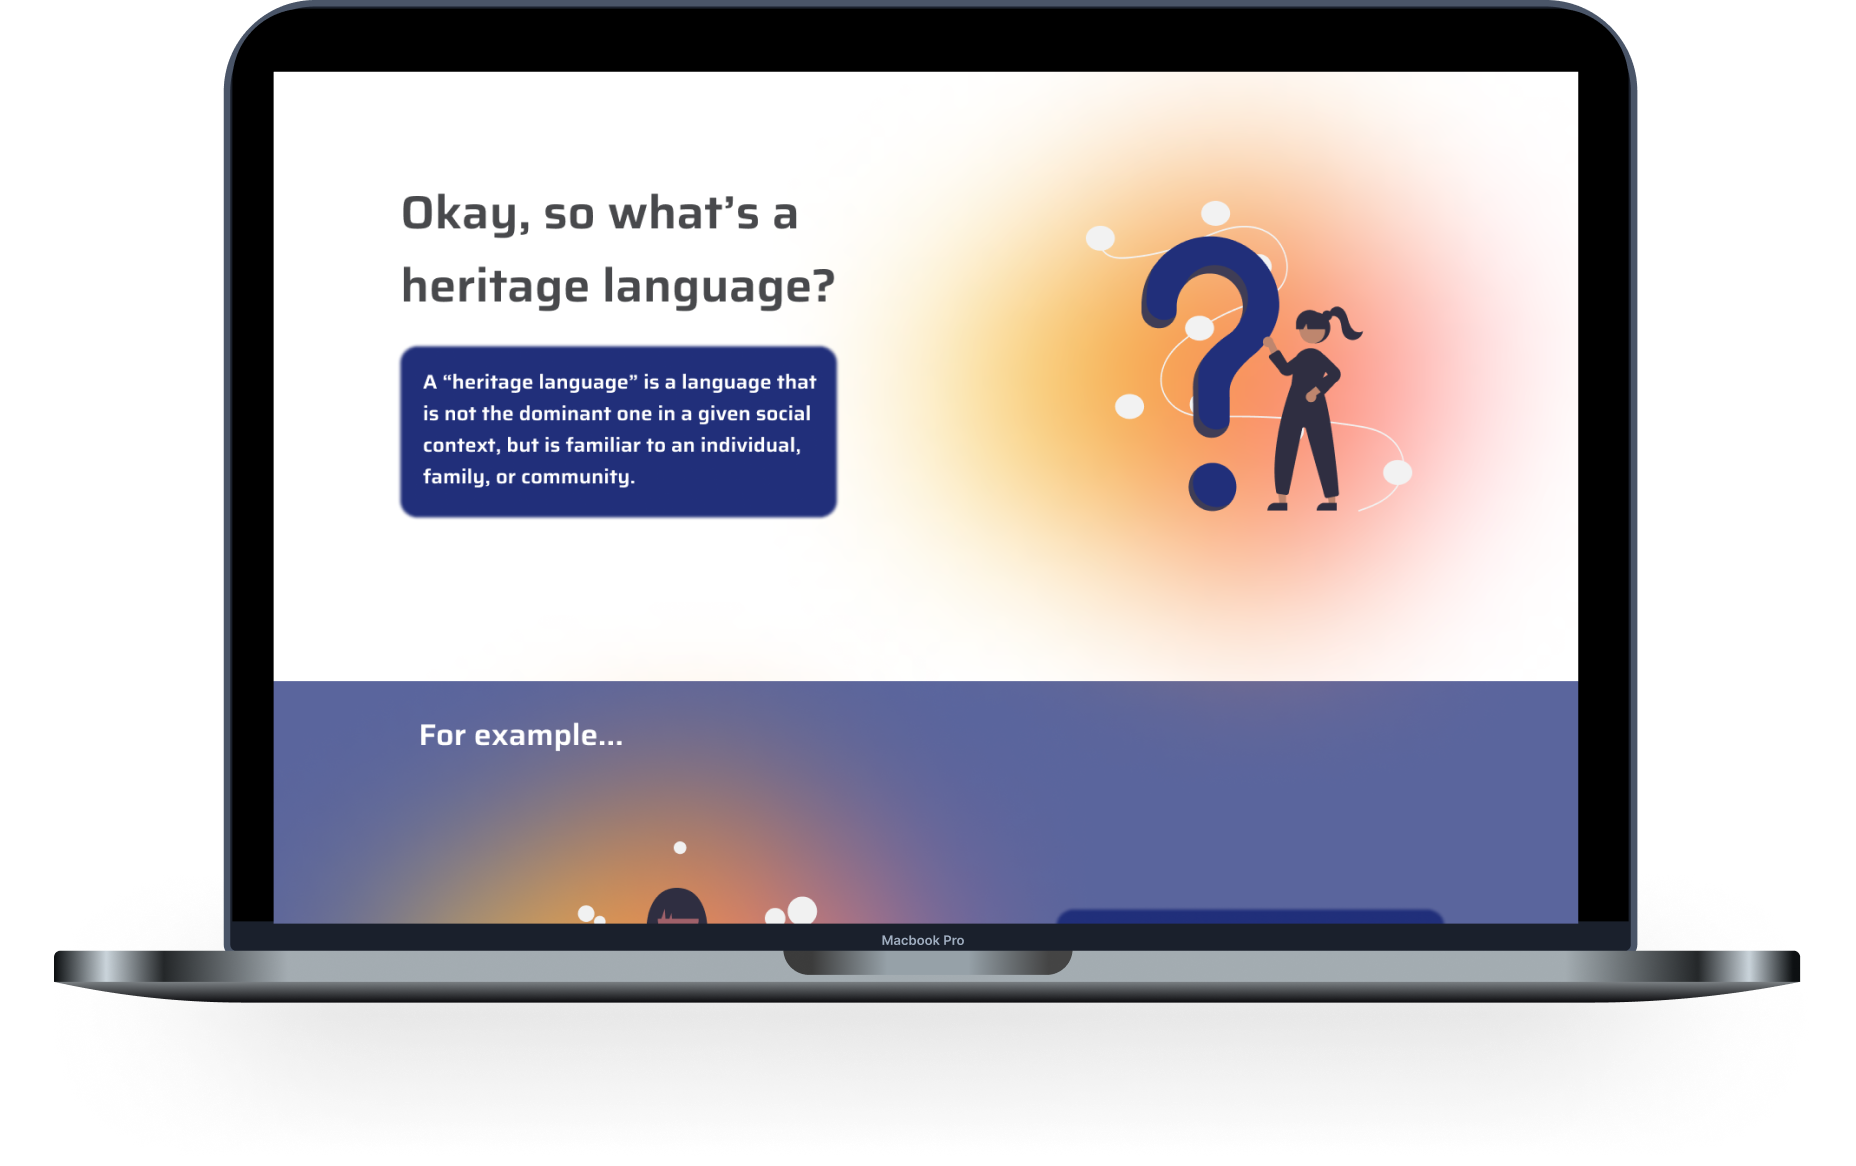 Okay, so what’s a
heritage language?
A “heritage language” is a language that
is not the dominant one in a given social
context, but is familiar to an individual,
family, or community.
For example...
Macbook Pro